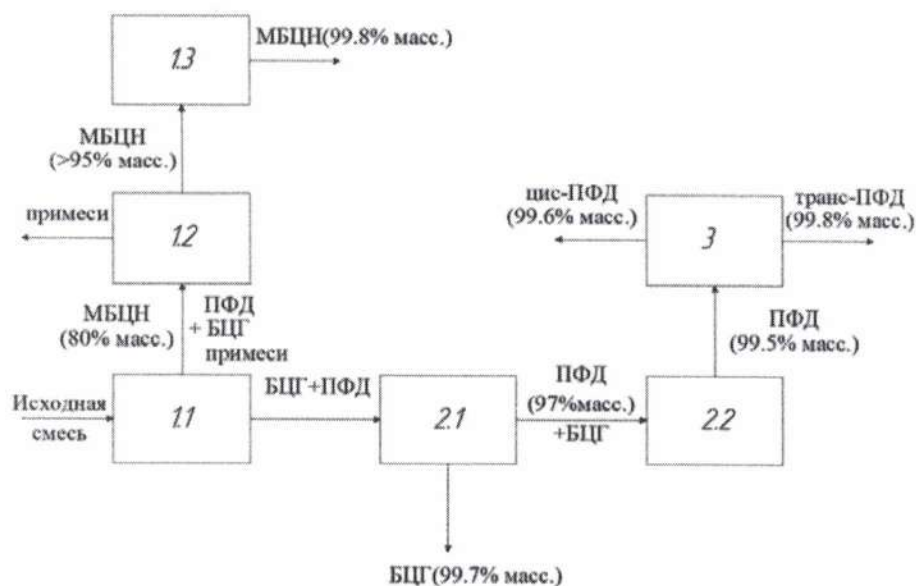 1.3
МБЦН(99.8% масс.)
МБЦН
(>95% масс.)
примеси
1.2
цис-ПФД
(99.6% масс.)
3
транс-ПФД
(99.8% масс.)
МБЦН
(80% масс.)
ПФД
+ БЦГ
примеси
ПФД
(99.5% масс.)
Исходная
смесь
1.1
БЦГ+ПФД
2.1
ПФД
(97%масс.)
+БЦГ
2.2
БЦГ(99.7% масс.)